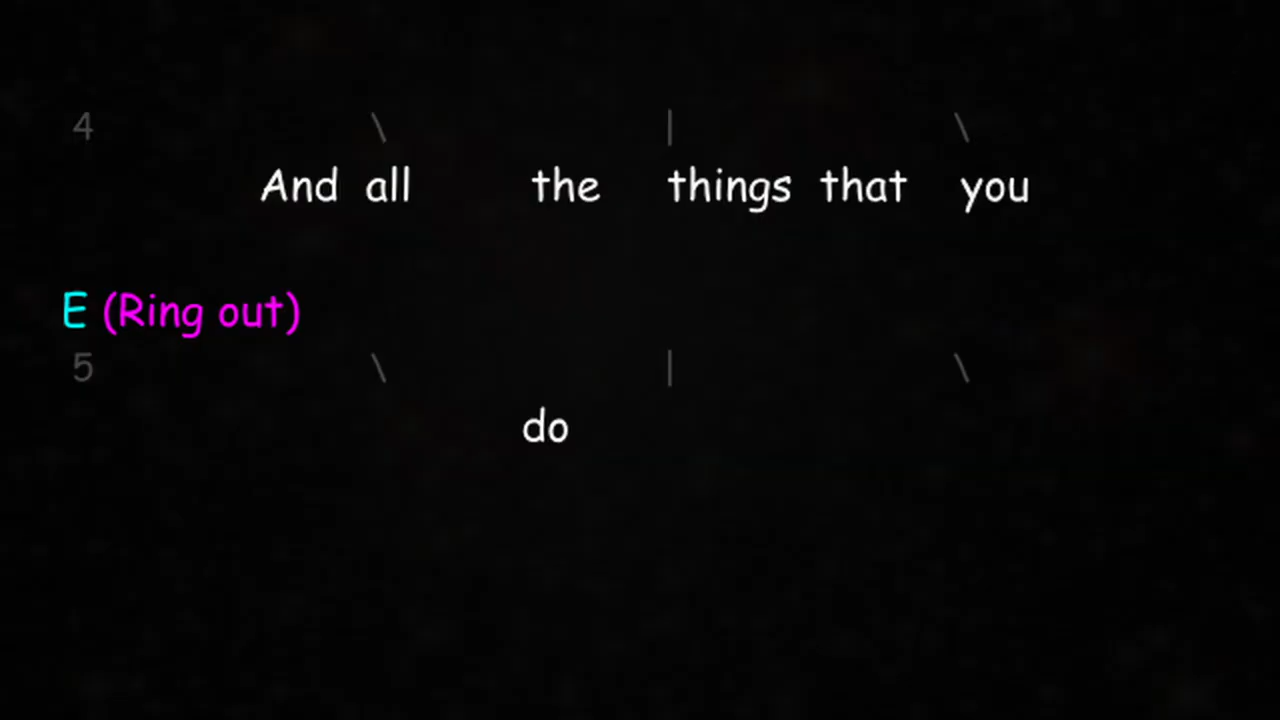 4 \ | \
And all the things that you
E (Ring out)
5 \ | \
do